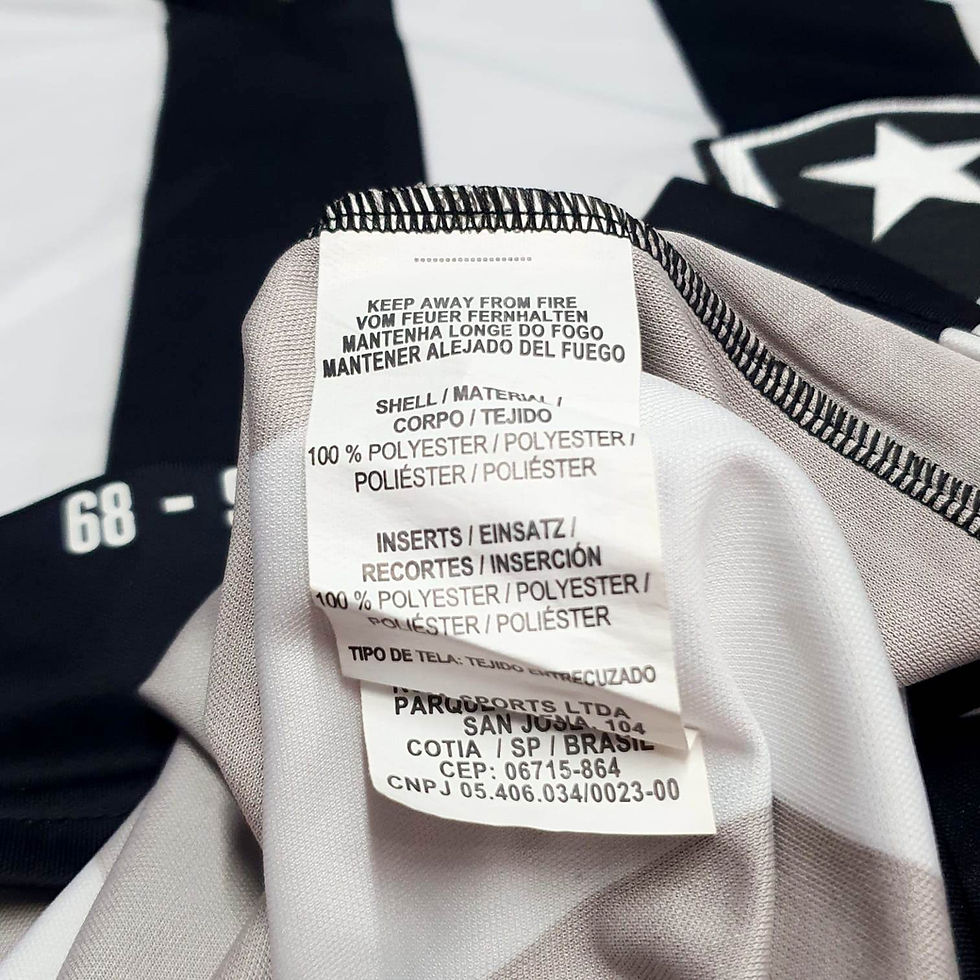 KEEP AWAY FROM FIRE
VOM FEUER FERNHALTEN
MANTENHA LONGE DO FOGO
MANTENER ALEJADO DEL FUEGO
SHELL / MATERIAL /
CORPO / TEJIDO
100 % POLYESTER / POLYESTER /
POLIÉSTER / POLIÉSTER
INSERTS / EINSATZ /
RECORTES / INSERCIÓN
100 % POLYESTER / POLYESTER /
POLIÉSTER / POLIÉSTER
TIPO DE TELA: TEJIDO ENTRECUZADO
SPORTS LTDA
SAN 104
COTIA / SP / BRASIL
CEP: 06715-864
CNPJ 05.406.034/0023-00
68 -